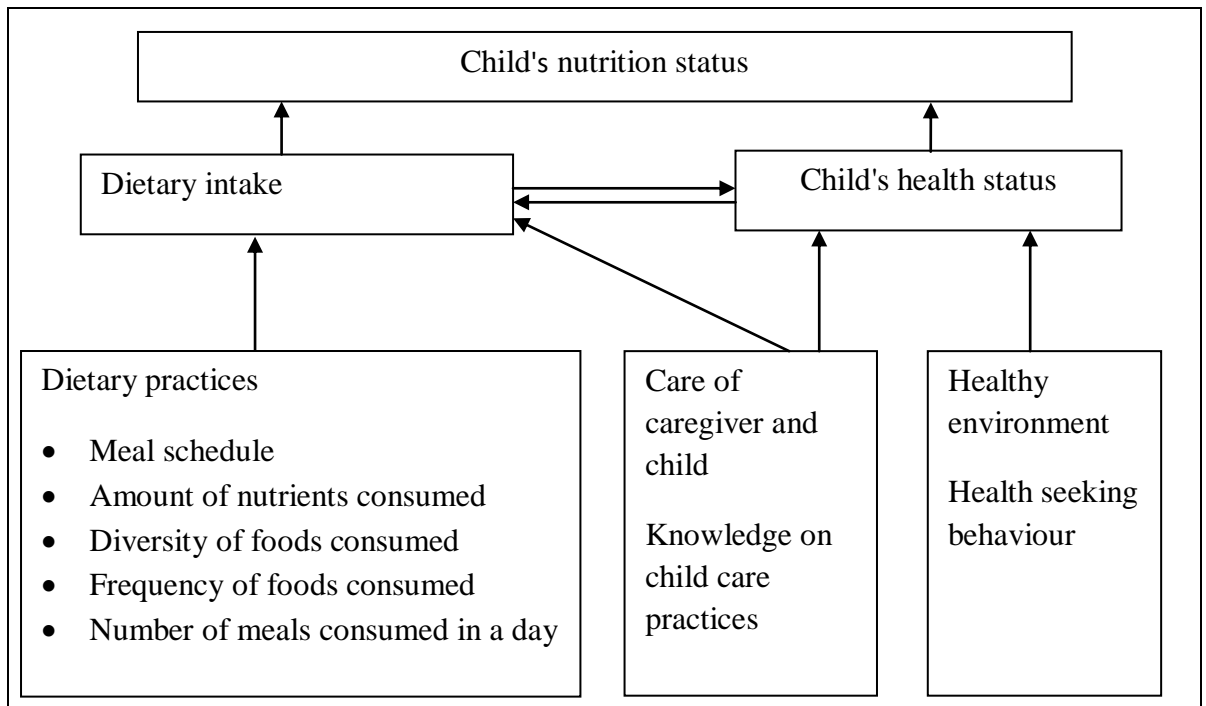 Child's nutrition status
Dietary intake
Child's health status
Dietary practices
• Meal schedule
• Amount of nutrients consumed
• Diversity of foods consumed
• Frequency of foods consumed
• Number of meals consumed in a day
Care of
caregiver and
child
Knowledge on
child care
practices
Healthy
environment
Health seeking
behaviour